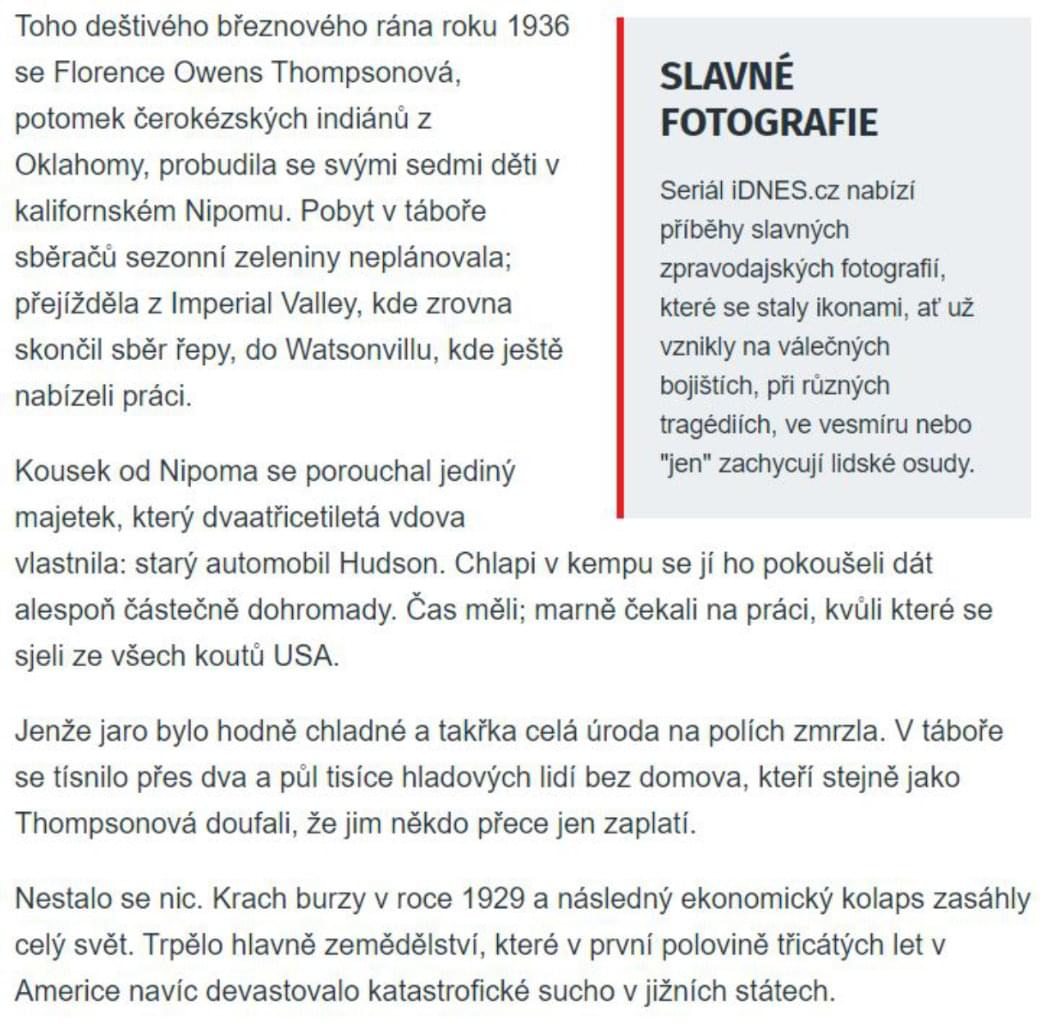 Toho deštivého březnového rána roku 1936
se Florence Owens Thompsonová,
potomek čerokézských indiánů z
Oklahomy, probudila se svými sedmi děti v
kalifornském Nipomu. Pobyt v táboře
sběračů sezonní zeleniny neplánovala;
přejížděla z Imperial Valley, kde zrovna
skončil sběr řepy, do Watsonvillu, kde ještě
nabízeli práci.
SLAVNÉ
FOTOGRAFIE
Seriál iDNES.cz nabízí
příběhy slavných
zpravodajských fotografií,
které se staly ikonami, ať už
vznikly na válečných
bojištích, při různých
tragédiích, ve vesmíru nebo
"jen" zachycují lidské osudy.
Kousek od Nipoma se porouchal jediný
majetek, který dvaatřicetiletá vdova
vlastnila: starý automobil Hudson. Chlapi v kempu se jí ho pokoušeli dát
alespoň částečně dohromady. Čas měli; marně čekali na práci, kvůli které se
sjeli ze všech koutů USA.
Jenže jaro bylo hodně chladné a takřka celá úroda na polích zmrzla. V táboře
se tísnilo přes dva a půl tisíce hladových lidí bez domova, kteří stejně jako
Thompsonová doufali, že jim někdo přece jen zaplatí.
Nestalo se nic. Krach burzy v roce 1929 a následný ekonomický kolaps zasáhly
celý svět. Trpělo hlavně zemědělství, které v první polovině třicátých let v
Americe navíc devastovalo katastrofické sucho v jižních státech.